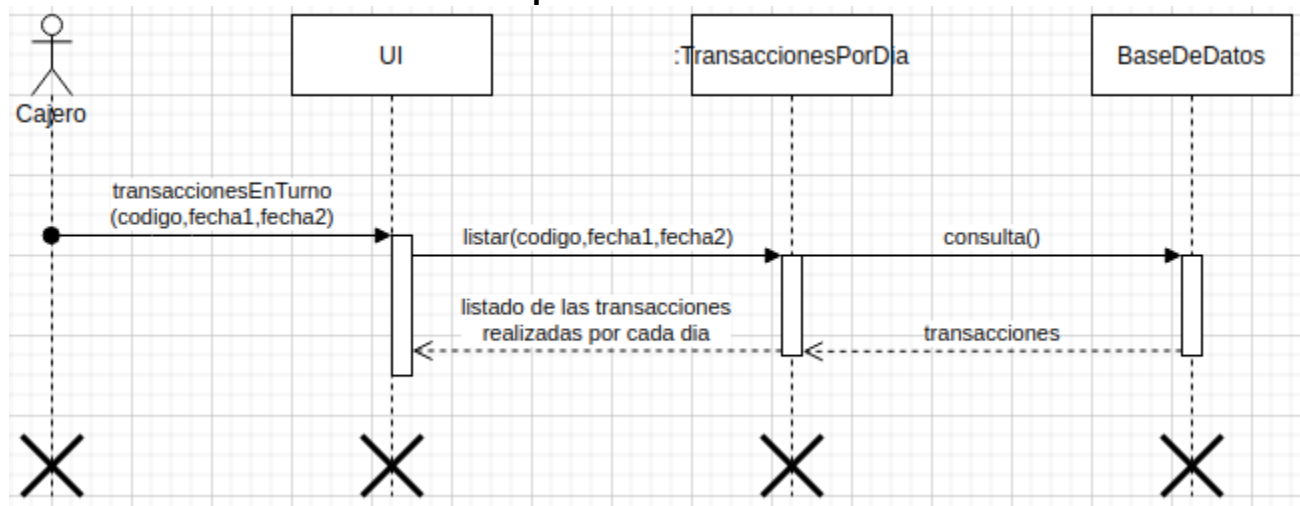 UI
:TransaccionesPorDia
BaseDeDatos
Cajero
transaccionesEnTurno
(codigo,fecha1,fecha2)
listar(codigo,fecha1,fecha2)
consulta()
listado de las transacciones
realizadas por cada dia
transacciones